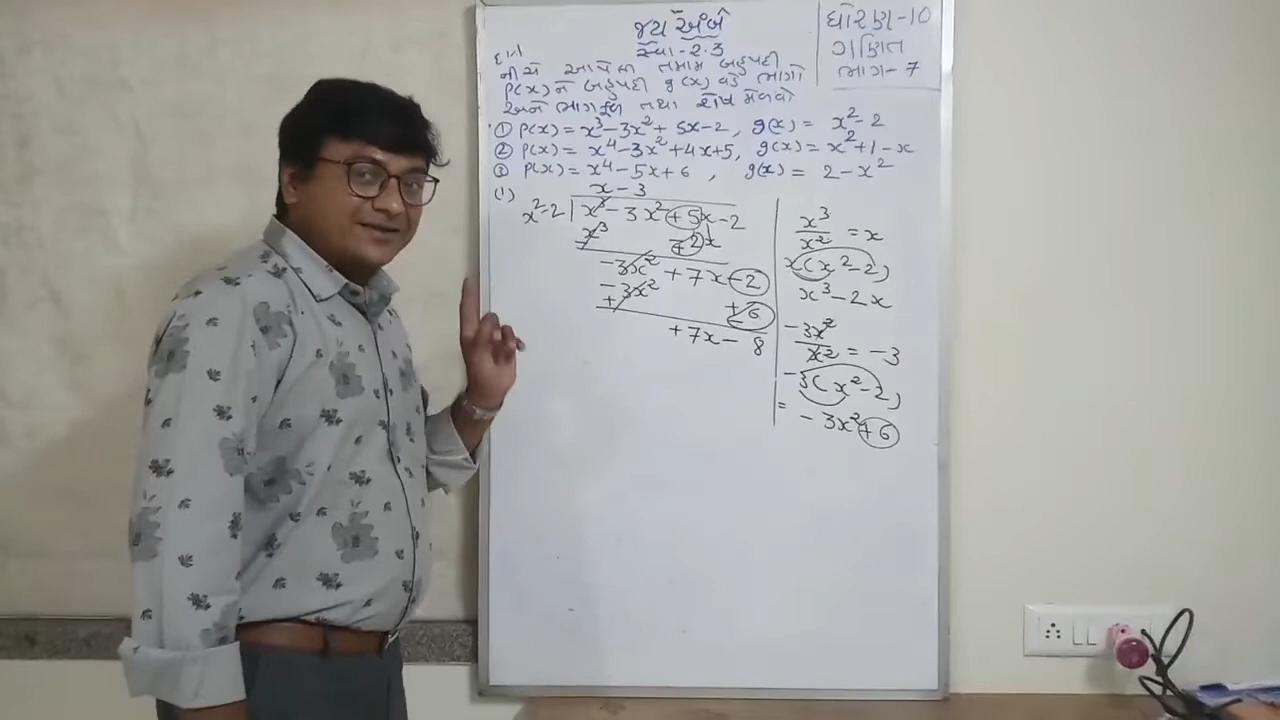 જય અંબે
ધોરણ-10
ગણિત
ભાગ-7
સ્વા-2.3
દા.1
નીચે આપેલ તમામ બહુપદી
P(x)ને બહુપદી g(x) વડે ભાગો
અને ભાગફળ તથા શેષ મેળવો
① P(x) = x³-3x²+5x-2, g(x) = x²-2
② P(x) = x⁴-3x²+4x+5, g(x) = x²+1-x
③ P(x) = x⁴-5x+6, g(x) = 2-x²
(1) x-3
x²-2 x³-3x²+5x-2
x³ -2x
+
-3x²+7x-2
-3x² +6
+ -
+7x-8
x³/x² = x
x(x²-2)
x³-2x
-3x²/x² = -3
-3(x²-2)
= -3x²+6